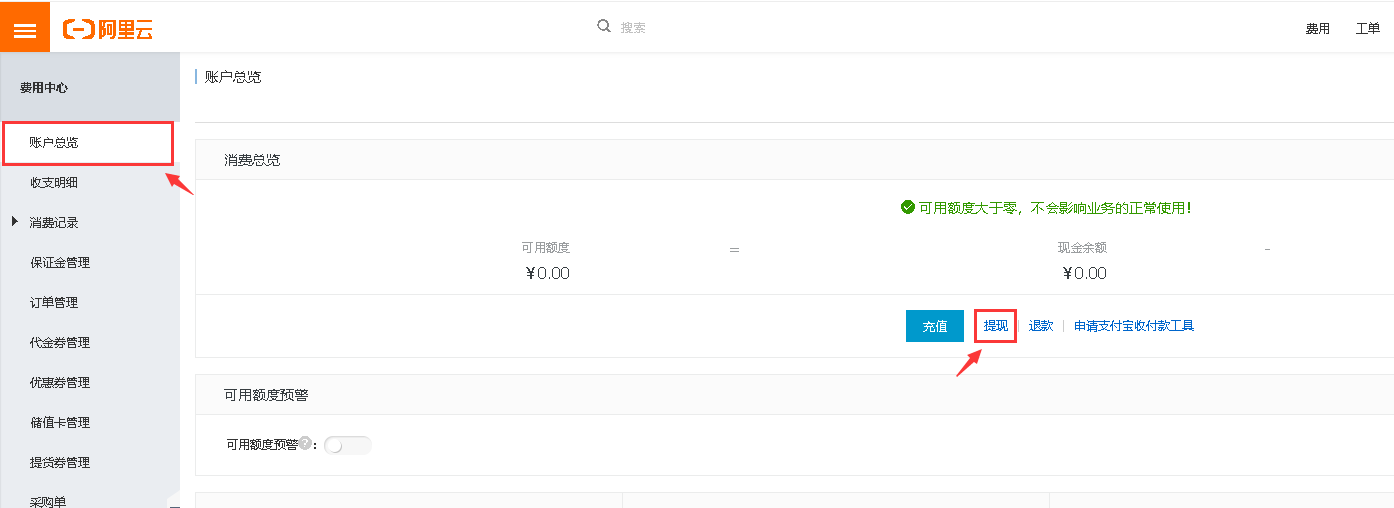 阿里云
搜索
费用
工单
费用中心
账户总览
收支明细
消费记录
保证金管理
订单管理
代金券管理
优惠券管理
储值卡管理
提货券管理
采购单
账户总览
消费总览
可用额度大于零，不会影响业务的正常使用！
可用额度 = 现金余额 -
¥0.00 ¥0.00
充值 提现 | 退款 | 申请支付宝收付款工具
可用额度预警
可用额度预警?：